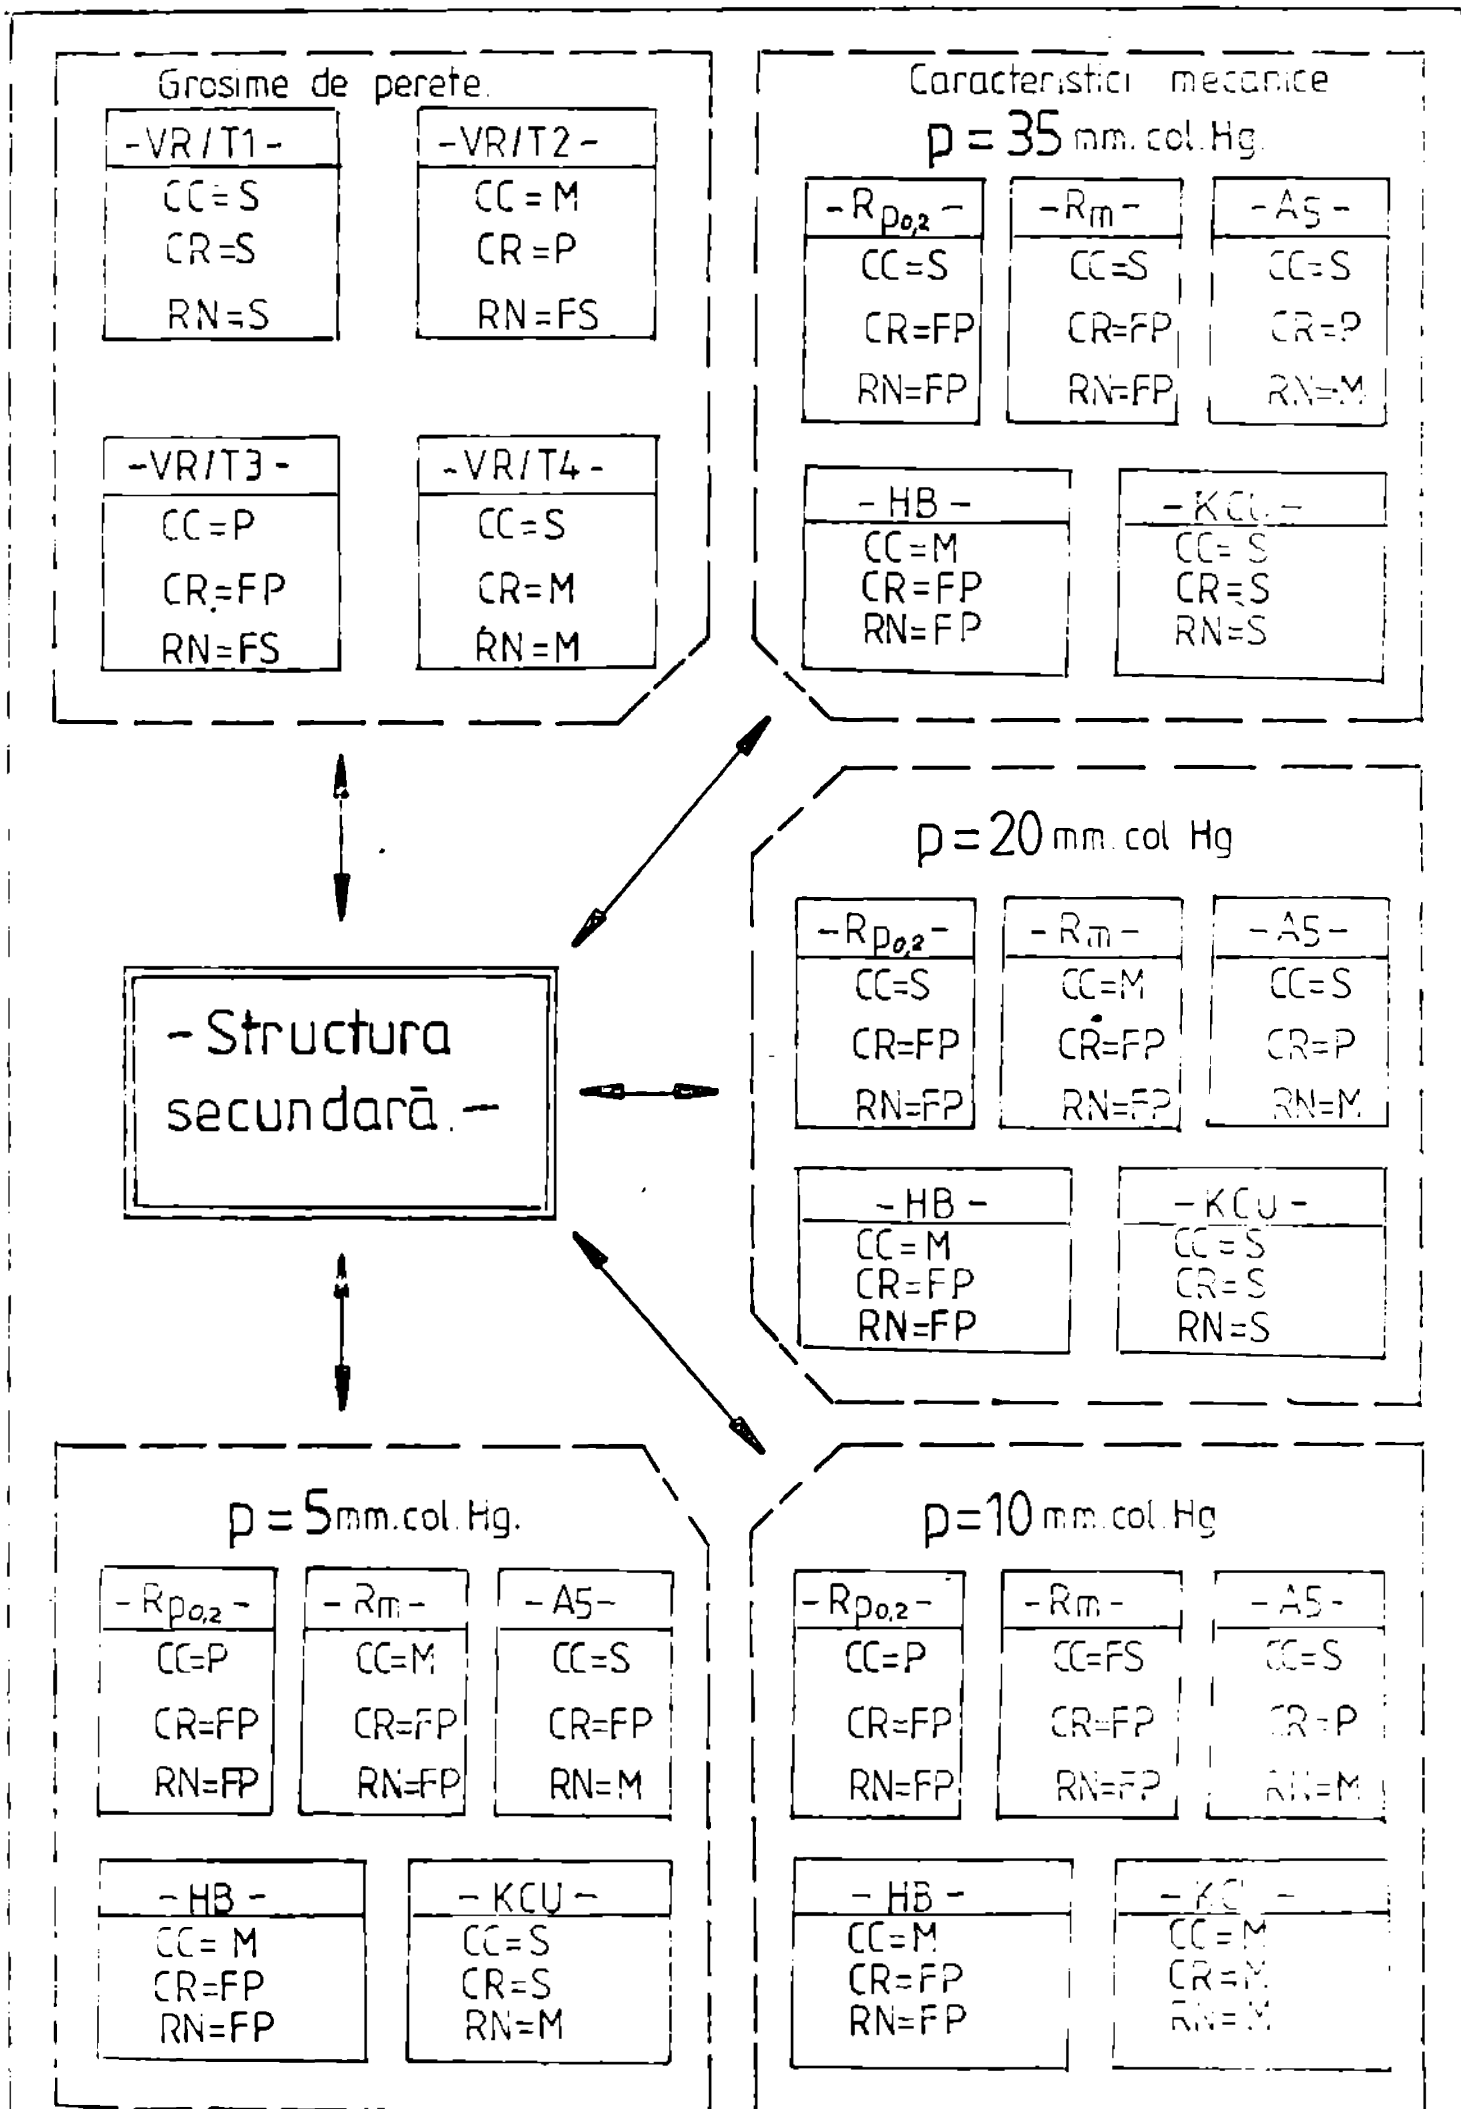 Grosime de perete.
-VR/T1-
CC=S
CR=S
RN=S
-VR/T2-
CC=M
CR=P
RN=FS
-VR/T3-
CC=P
CR=FP
RN=FS
-VR/T4-
CC=S
CR=M
RN=M
Caracteristici mecanice
p=35 mm.col.Hg.
-Rp0,2-
CC=S
CR=FP
RN=FP
-Rm-
CC=S
CR=FP
RN=FP
-A5-
CC=S
CR=P
RN=M
-HB-
CC=M
CR=FP
RN=FP
-KCU-
CC=S
CR=S
RN=S
p=20 mm.col Hg
-Rp0,2-
CC=S
CR=FP
RN=FP
-Rm-
CC=M
CR=FP
RN=FP
-A5-
CC=S
CR=P
RN=M
-HB-
CC=M
CR=FP
RN=FP
-KCU-
CC=S
CR=S
RN=S
-Structura
secundară.-
p=5mm.col.Hg.
-Rp0,2-
CC=P
CR=FP
RN=FP
-Rm-
CC=M
CR=FP
RN=FP
-A5-
CC=S
CR=FP
RN=M
-HB-
CC=M
CR=FP
RN=FP
-KCU-
CC=S
CR=S
RN=M
p=10 mm.col.Hg
-Rp0,2-
CC=P
CR=FP
RN=FP
-Rm-
CC=FS
CR=FP
RN=FP
-A5-
CC=S
CR=P
RN=M
-HB-
CC=M
CR=FP
RN=FP
-KCU-
CC=M
CR=M
RN=M